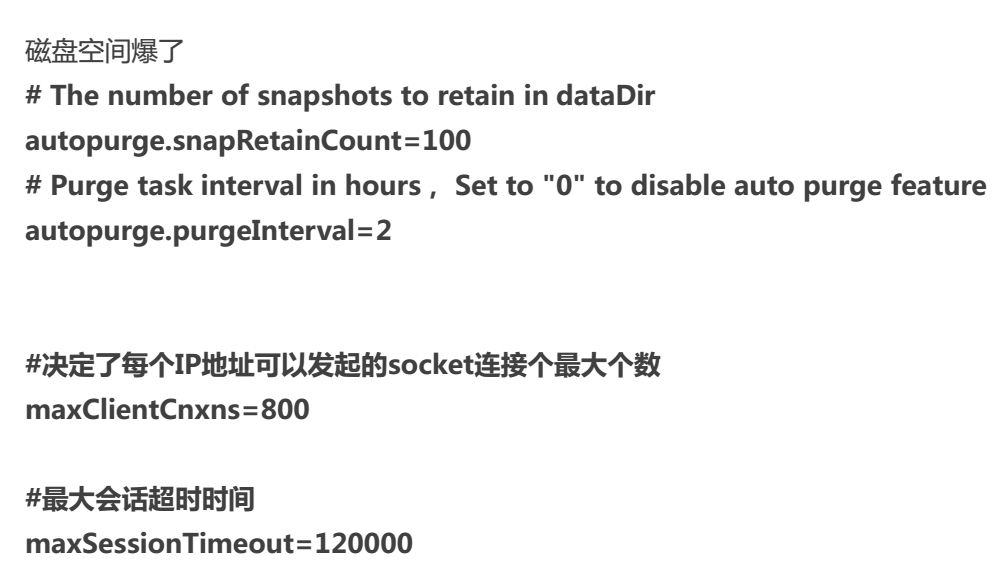 磁盘空间爆了
# The number of snapshots to retain in dataDir
autopurge.snapRetainCount=100
# Purge task interval in hours ,  Set to "0" to disable auto purge feature
autopurge.purgeInterval=2
#决定了每个IP地址可以发起的socket连接个最大个数
maxClientCnxns=800
#最大会话超时时间
maxSessionTimeout=120000